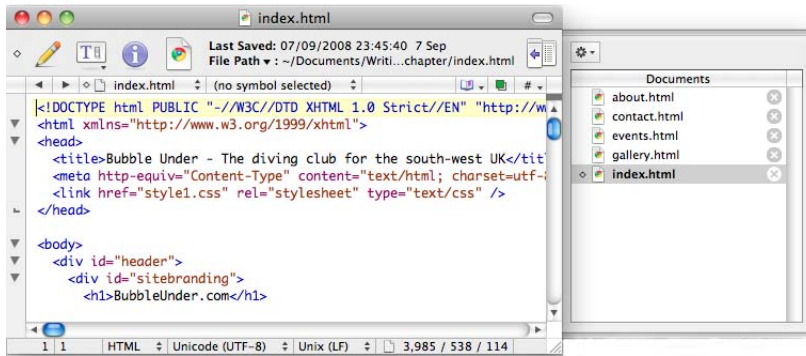 index.html
Last Saved: 07/09/2008 23:45:40 7 Sep
File Path ▾ : ~/Documents/Writi...chapter/index.html
index.html (no symbol selected) #
<!DOCTYPE html PUBLIC "-//W3C//DTD XHTML 1.0 Strict//EN" "http://w
<html xmlns="http://www.w3.org/1999/xhtml">
<head>
<title>Bubble Under - The diving club for the south-west UK</tit
<meta http-equiv="Content-Type" content="text/html; charset=utf-8
<link href="style1.css" rel="stylesheet" type="text/css" />
</head>
<body>
<div id="header">
<div id="sitebranding">
<h1>BubbleUnder.com</h1>
1 1 HTML Unicode (UTF-8) Unix (LF) 3,985 / 538 / 114
Documents
about.html
contact.html
events.html
gallery.html
index.html